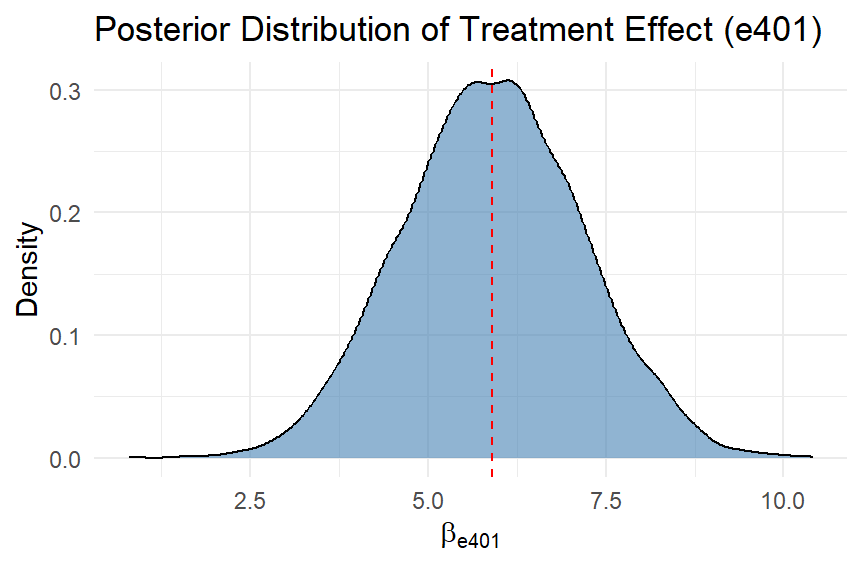 Posterior Distribution of Treatment Effect (e401)
Density
0.3
0.2
0.1
0.0
2.5 5.0 7.5 10.0
βe401